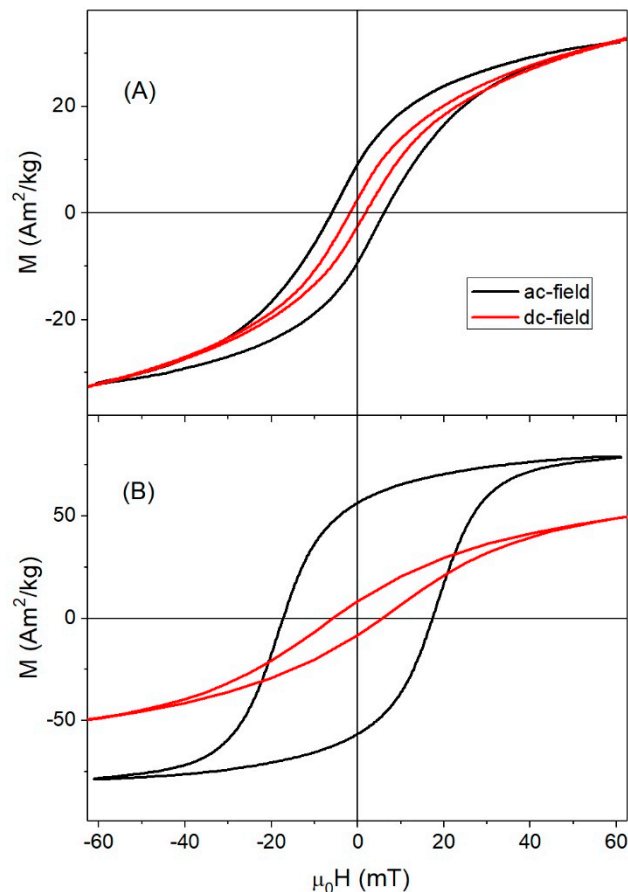 (A)
M (Am²/kg)
20
0
-20
ac-field
dc-field
(B)
M (Am²/kg)
50
0
-50
-60 -40 -20 0 20 40 60
μ₀H (mT)